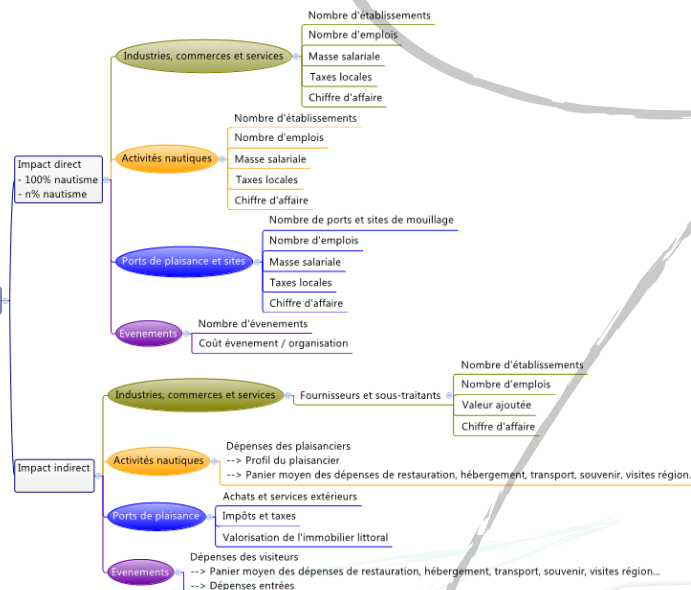 Impact direct
- 100% nautisme
- n% nautisme
Industries, commerces et services
Nombre d'établissements
Nombre d'emplois
Masse salariale
Taxes locales
Chiffre d'affaire
Activités nautiques
Nombre d'établissements
Nombre d'emplois
Masse salariale
Taxes locales
Chiffre d'affaire
Ports de plaisance et sites
Nombre de ports et sites de mouillage
Nombre d'emplois
Masse salariale
Taxes locales
Chiffre d'affaire
Evenements
Nombre d'évenements
Coût évenement / organisation
Impact indirect
Industries, commerces et services
Fournisseurs et sous-traitants
Nombre d'établissements
Nombre d'emplois
Valeur ajoutée
Chiffre d'affaire
Activités nautiques
Dépenses des plaisanciers
--> Profil du plaisancier
--> Panier moyen des dépenses de restauration, hébergement, transport, souvenir, visites région.
Ports de plaisance
Achats et services extérieurs
Impôts et taxes
Valorisation de l'immobilier littoral
Evenements
Dépenses des visiteurs
--> Panier moyen des dépenses de restauration, hébergement, transport, souvenir, visites région...
--> Dépenses entrées